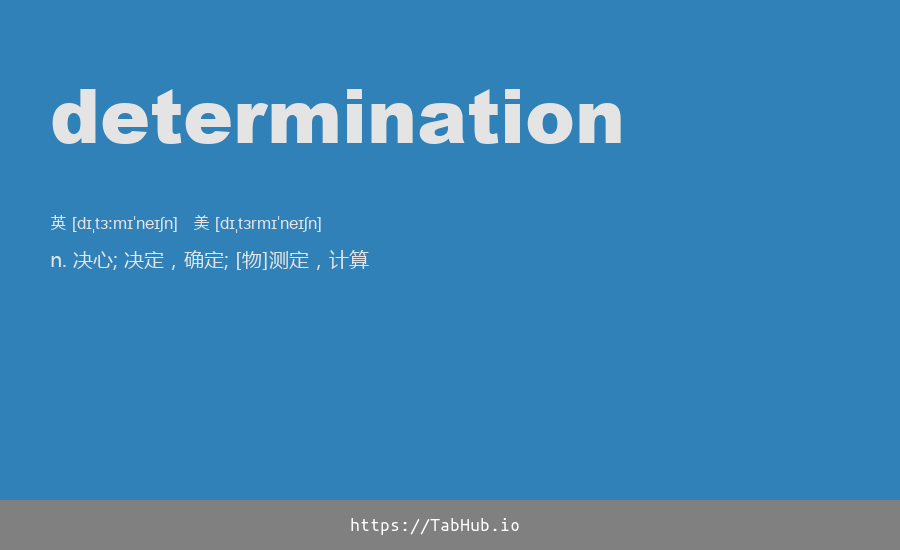 determination
英 [dɪˌtɜːmɪˈneɪʃn] 美 [dɪˌtɜrmɪˈneɪʃn]
n. 决心; 决定，确定; [物]测定，计算
https://TabHub.io